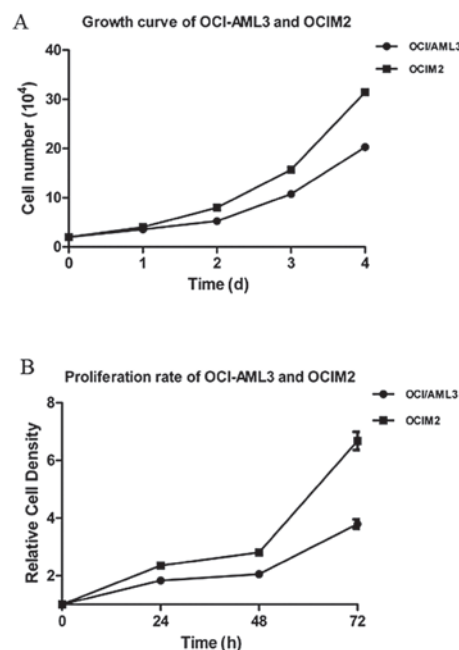 A
Growth curve of OCI-AML3 and OCIM2
OCI/AML3
OCIM2
Cell number (10^4)
40
30
20
10
0
0 1 2 3 4
Time (d)
B
Proliferation rate of OCI-AML3 and OCIM2
OCI/AML3
OCIM2
Relative Cell Density
8
6
4
2
0 24 48 72
Time (h)